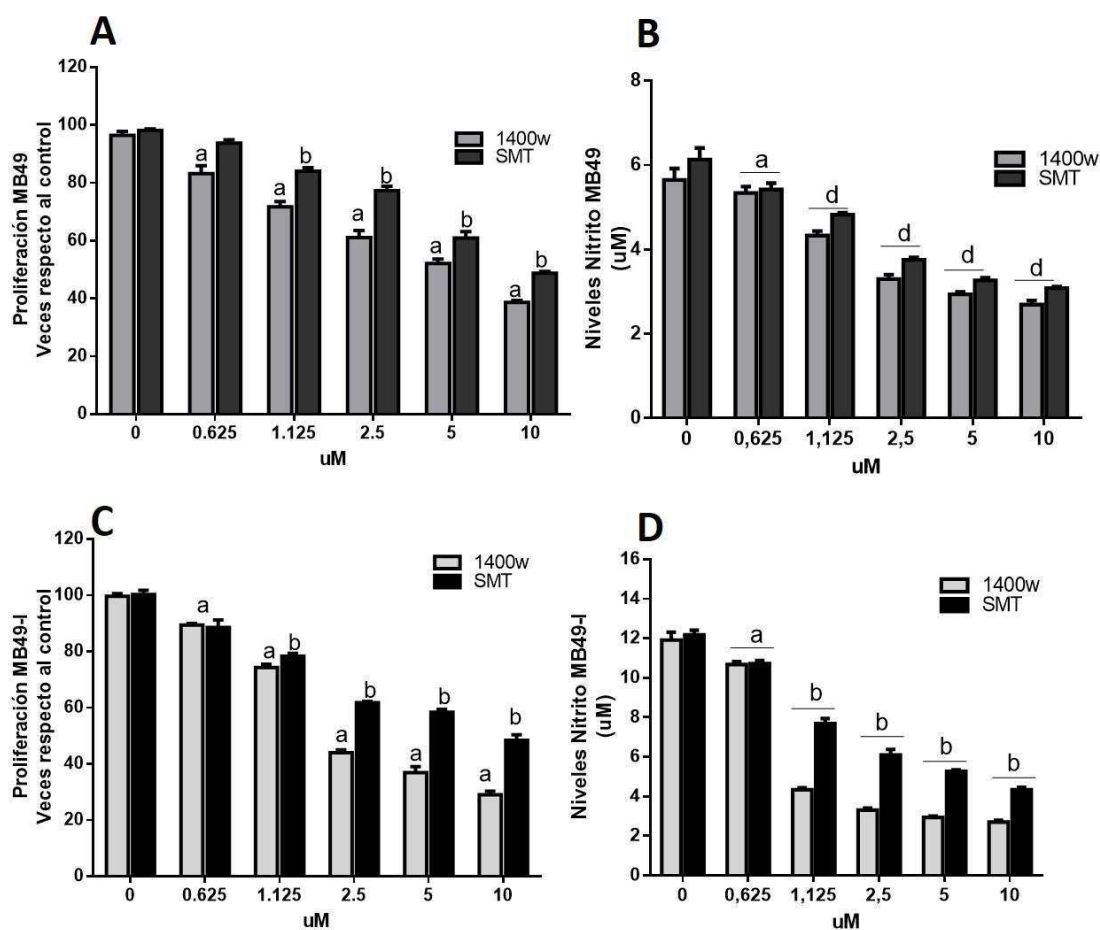 A
Proliferación MB49
Veces respecto al control
120
100
80
60
40
20
0
1400w
SMT
a
a
b
a
b
a
b
a
b
0
0.625
1.125
2.5
5
10
uM
B
Niveles Nitrito MB49
(uM)
8
6
4
2
0
1400w
SMT
a
d
d
d
d
0
0,625
1,125
2,5
5
10
uM
C
Proliferación MB49-I
Veces respecto al control
120
100
80
60
40
20
0
1400w
SMT
a
a
b
a
b
a
b
a
b
0
0.625
1.125
2.5
5
10
uM
D
Niveles Nitrito MB49-I
(uM)
16
14
12
10
8
6
4
2
0
1400w
SMT
a
b
b
b
b
0
0,625
1,125
2,5
5
10
uM